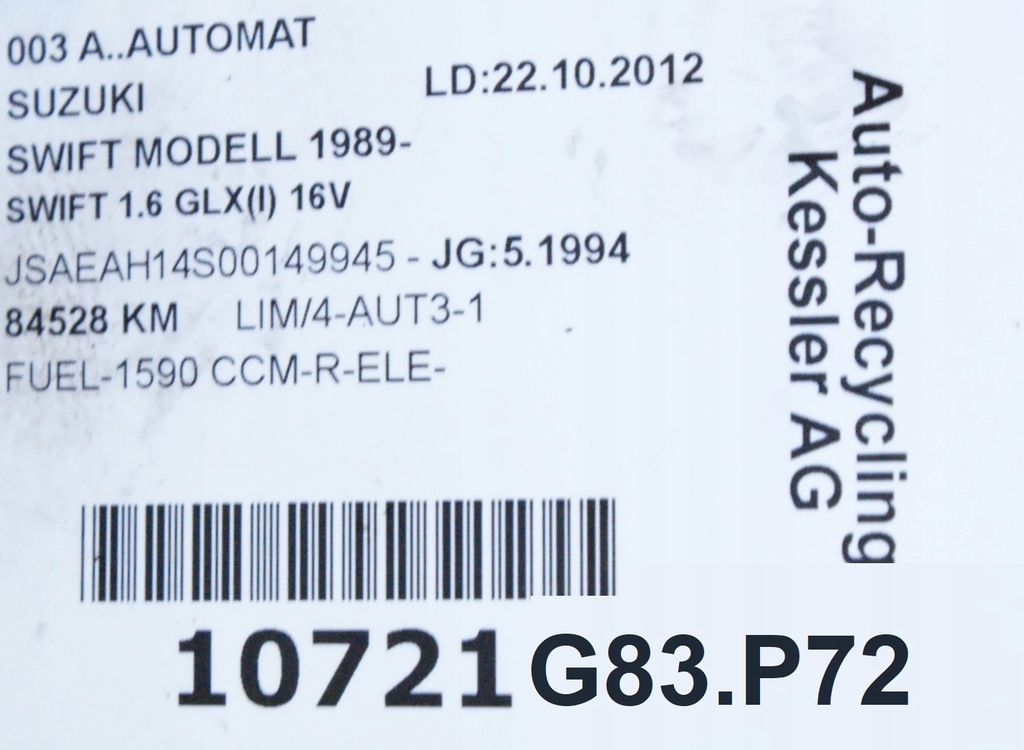 003 A..AUTOMAT
SUZUKI
LD:22.10.2012
SWIFT MODELL 1989-
SWIFT 1.6 GLX(I) 16V
JSAEAH14S00149945 - JG:5.1994
84528 KM LIM/4-AUT3-1
FUEL-1590 CCM-R-ELE-
Auto-Recycling
Kessler AG
10721 G83.P72